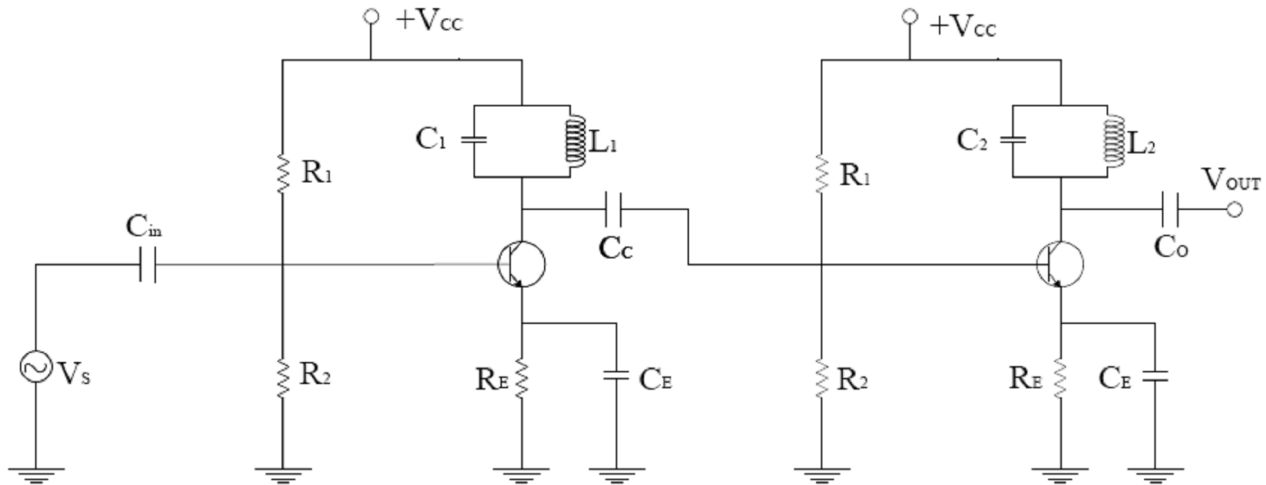 +VCC
+VCC
C1
L1
C2
L2
R1
R1
VOUT
Cin
CC
CO
VS
R2
RE
CE
R2
RE
CE